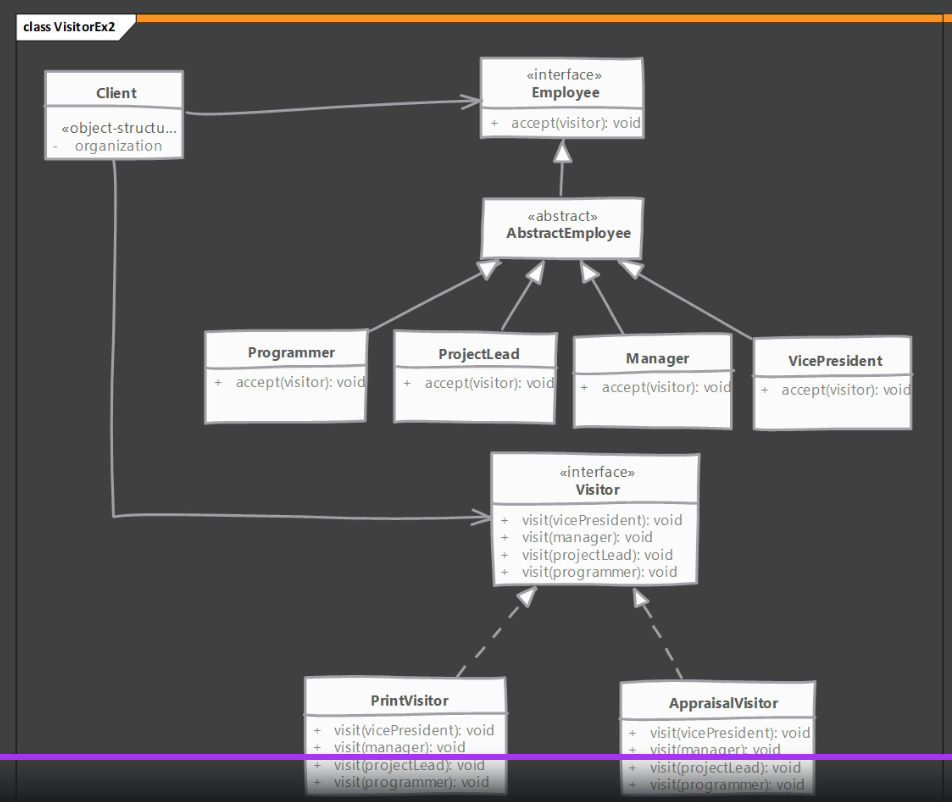 class VisitorEx2
Client
«object-structu...
- organization
«interface»
Employee
+ accept(visitor): void
«abstract»
AbstractEmployee
Programmer
+ accept(visitor): void
ProjectLead
+ accept(visitor): void
Manager
+ accept(visitor): void
VicePresident
+ accept(visitor): void
«interface»
Visitor
+ visit(vicePresident): void
+ visit(manager): void
+ visit(projectLead): void
+ visit(programmer): void
PrintVisitor
+ visit(vicePresident): void
+ visit(manager): void
+ visit(projectLead): void
+ visit(programmer): void
AppraisalVisitor
+ visit(vicePresident): void
+ visit(manager): void
+ visit(projectLead): void
+ visit(programmer): void